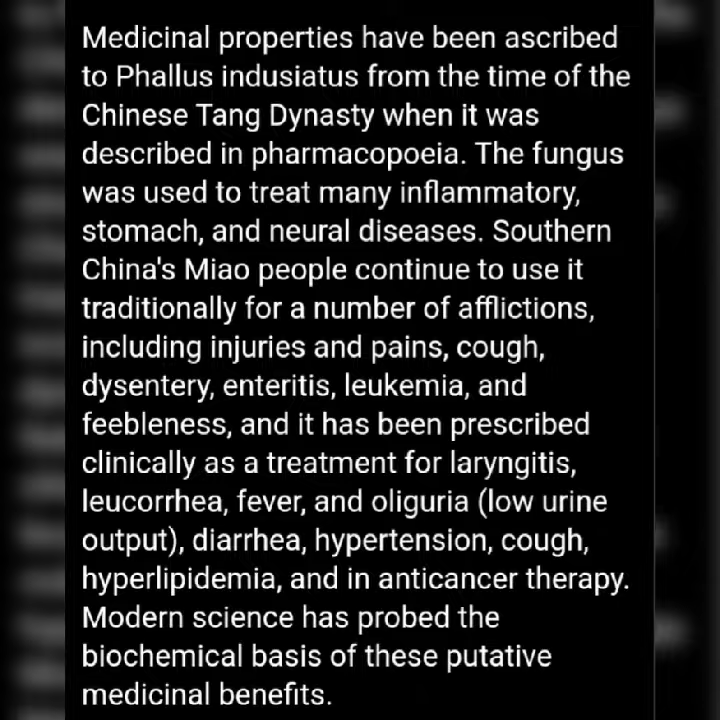 Medicinal properties have been ascribed
to Phallus indusiatus from the time of the
Chinese Tang Dynasty when it was
described in pharmacopoeia. The fungus
was used to treat many inflammatory,
stomach, and neural diseases. Southern
China's Miao people continue to use it
traditionally for a number of afflictions,
including injuries and pains, cough,
dysentery, enteritis, leukemia, and
feebleness, and it has been prescribed
clinically as a treatment for laryngitis,
leucorrhea, fever, and oliguria (low urine
output), diarrhea, hypertension, cough,
hyperlipidemia, and in anticancer therapy.
Modern science has probed the
biochemical basis of these putative
medicinal benefits.